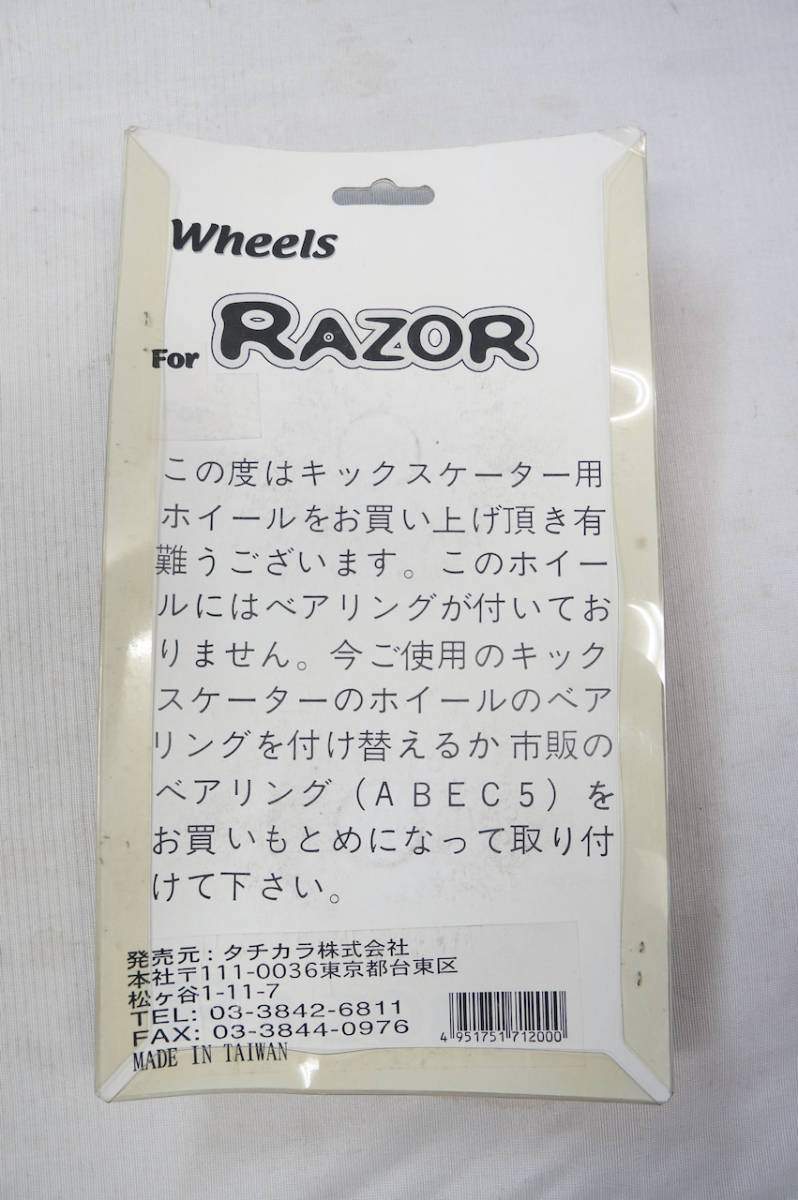 Wheels
For RAZOR
この度はキックスケーター用
ホイールをお買い上げ頂き有
難うございます。このホイー
ルにはベアリングが付いてお
りません。今ご使用のキック
スケーターのホイールのベア
リングを付け替えるか市販の
ベアリング(ABEC5)を
お買いもとめになって取り付
けて下さい。
発売元:タチカラ株式会社
本社〒111-0036東京都台東区
松ヶ谷1-11-7
TEL: 03-3842-6811
FAX: 03-3844-0976
MADE IN TAIWAN
4 951751 712000